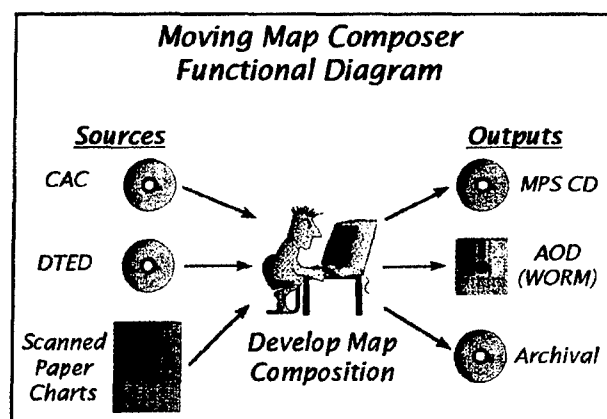 Moving Map Composer
Functional Diagram
Sources
CAC
DTED
Scanned
Paper
Charts
Develop Map
Composition
Outputs
MPS CD
AOD
(WORM)
Archival